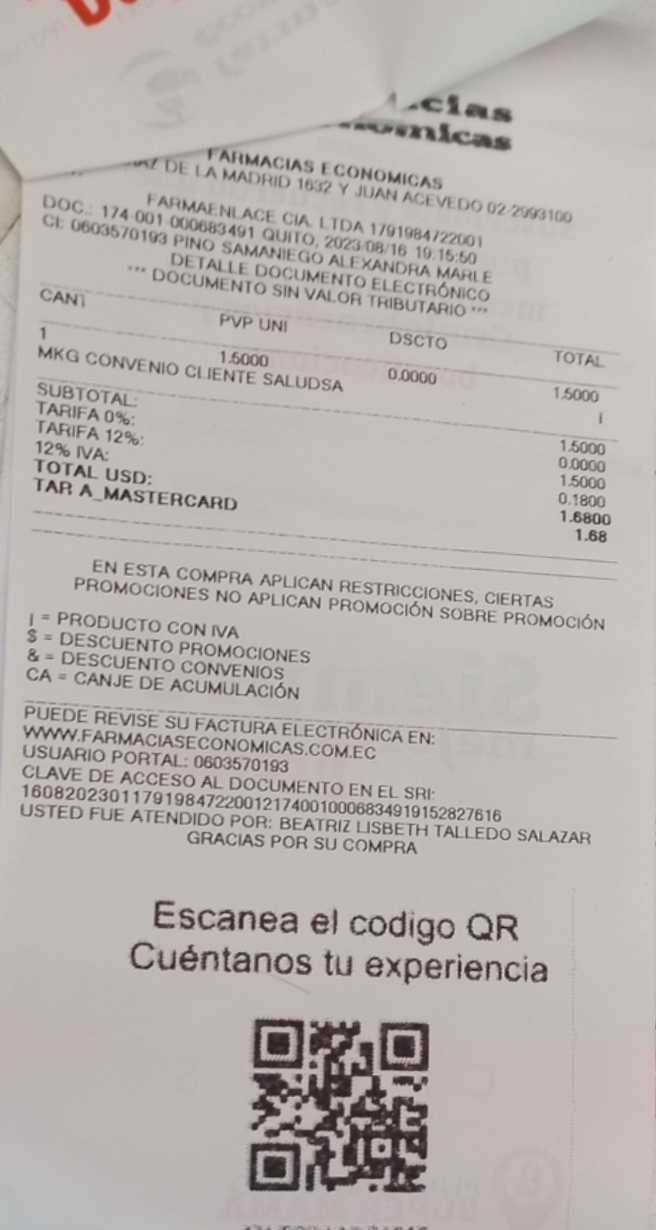 FARMACIAS ECONOMICAS
DE LA MADRID 1632 Y JUAN ACEVEDO 02-2993100
FARMAENLACE CIA. LTDA 1791984722001
DOC.: 174-001-000683491 QUITO, 2023/08/16 19:15:50
CI: 0603570193 PINO SAMANIEGO ALEXANDRA MARLE
DETALLE DOCUMENTO ELECTRÓNICO
*** DOCUMENTO SIN VALOR TRIBUTARIO ***
CANT PVP UNI DSCTO TOTAL
1 1.5000 0.0000 1.5000
MKG CONVENIO CLIENTE SALUDSA i
SUBTOTAL: 1.5000
TARIFA 0%: 0.0000
TARIFA 12%: 1.5000
12% IVA: 0.1800
TOTAL USD: 1.6800
TAR A_MASTERCARD 1.68
EN ESTA COMPRA APLICAN RESTRICCIONES, CIERTAS
PROMOCIONES NO APLICAN PROMOCIÓN SOBRE PROMOCIÓN
i = PRODUCTO CON IVA
$ = DESCUENTO PROMOCIONES
& = DESCUENTO CONVENIOS
CA = CANJE DE ACUMULACIÓN
PUEDE REVISE SU FACTURA ELECTRÓNICA EN:
WWW.FARMACIASECONOMICAS.COM.EC
USUARIO PORTAL: 0603570193
CLAVE DE ACCESO AL DOCUMENTO EN EL SRI:
1608202301179198472200121740010006834919152827616
USTED FUE ATENDIDO POR: BEATRIZ LISBETH TALLEDO SALAZAR
GRACIAS POR SU COMPRA
Escanea el codigo QR
Cuéntanos tu experiencia